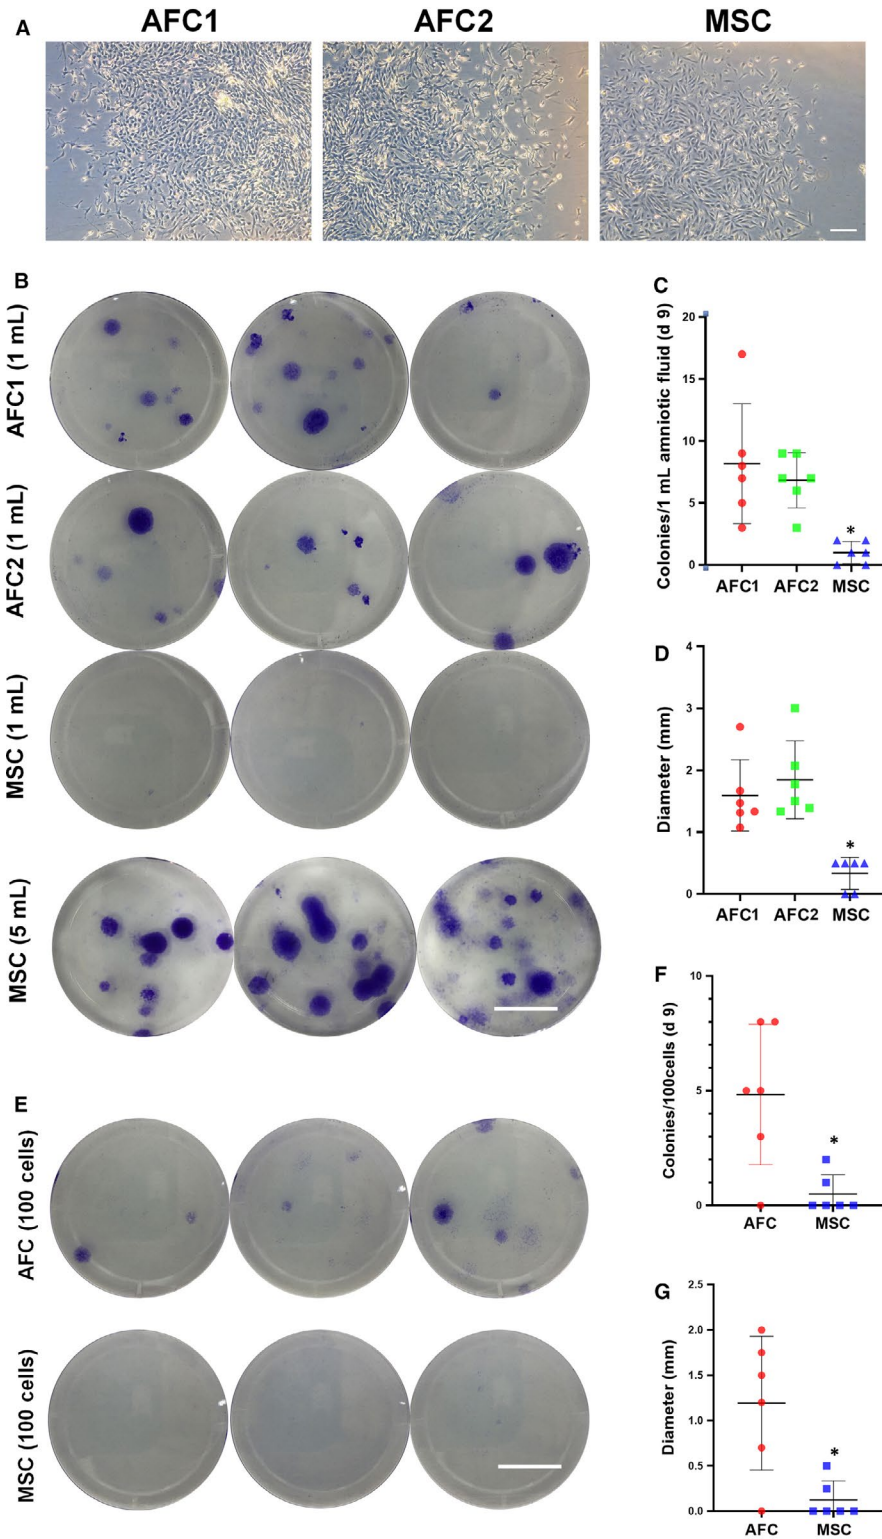 A
AFC1
AFC2
MSC
B
AFC1 (1 mL)
AFC2 (1 mL)
MSC (1 mL)
MSC (5 mL)
C
Colonies/1 mL amniotic fluid (d 9)
20
15
10
5
0
*
AFC1
AFC2
MSC
D
Diameter (mm)
4
3
2
1
0
*
AFC1
AFC2
MSC
E
AFC (100 cells)
MSC (100 cells)
F
Colonies/100cells (d 9)
10
5
0
*
AFC
MSC
G
Diameter (mm)
2.5
2.0
1.5
1.0
0.5
0.0
*
AFC
MSC